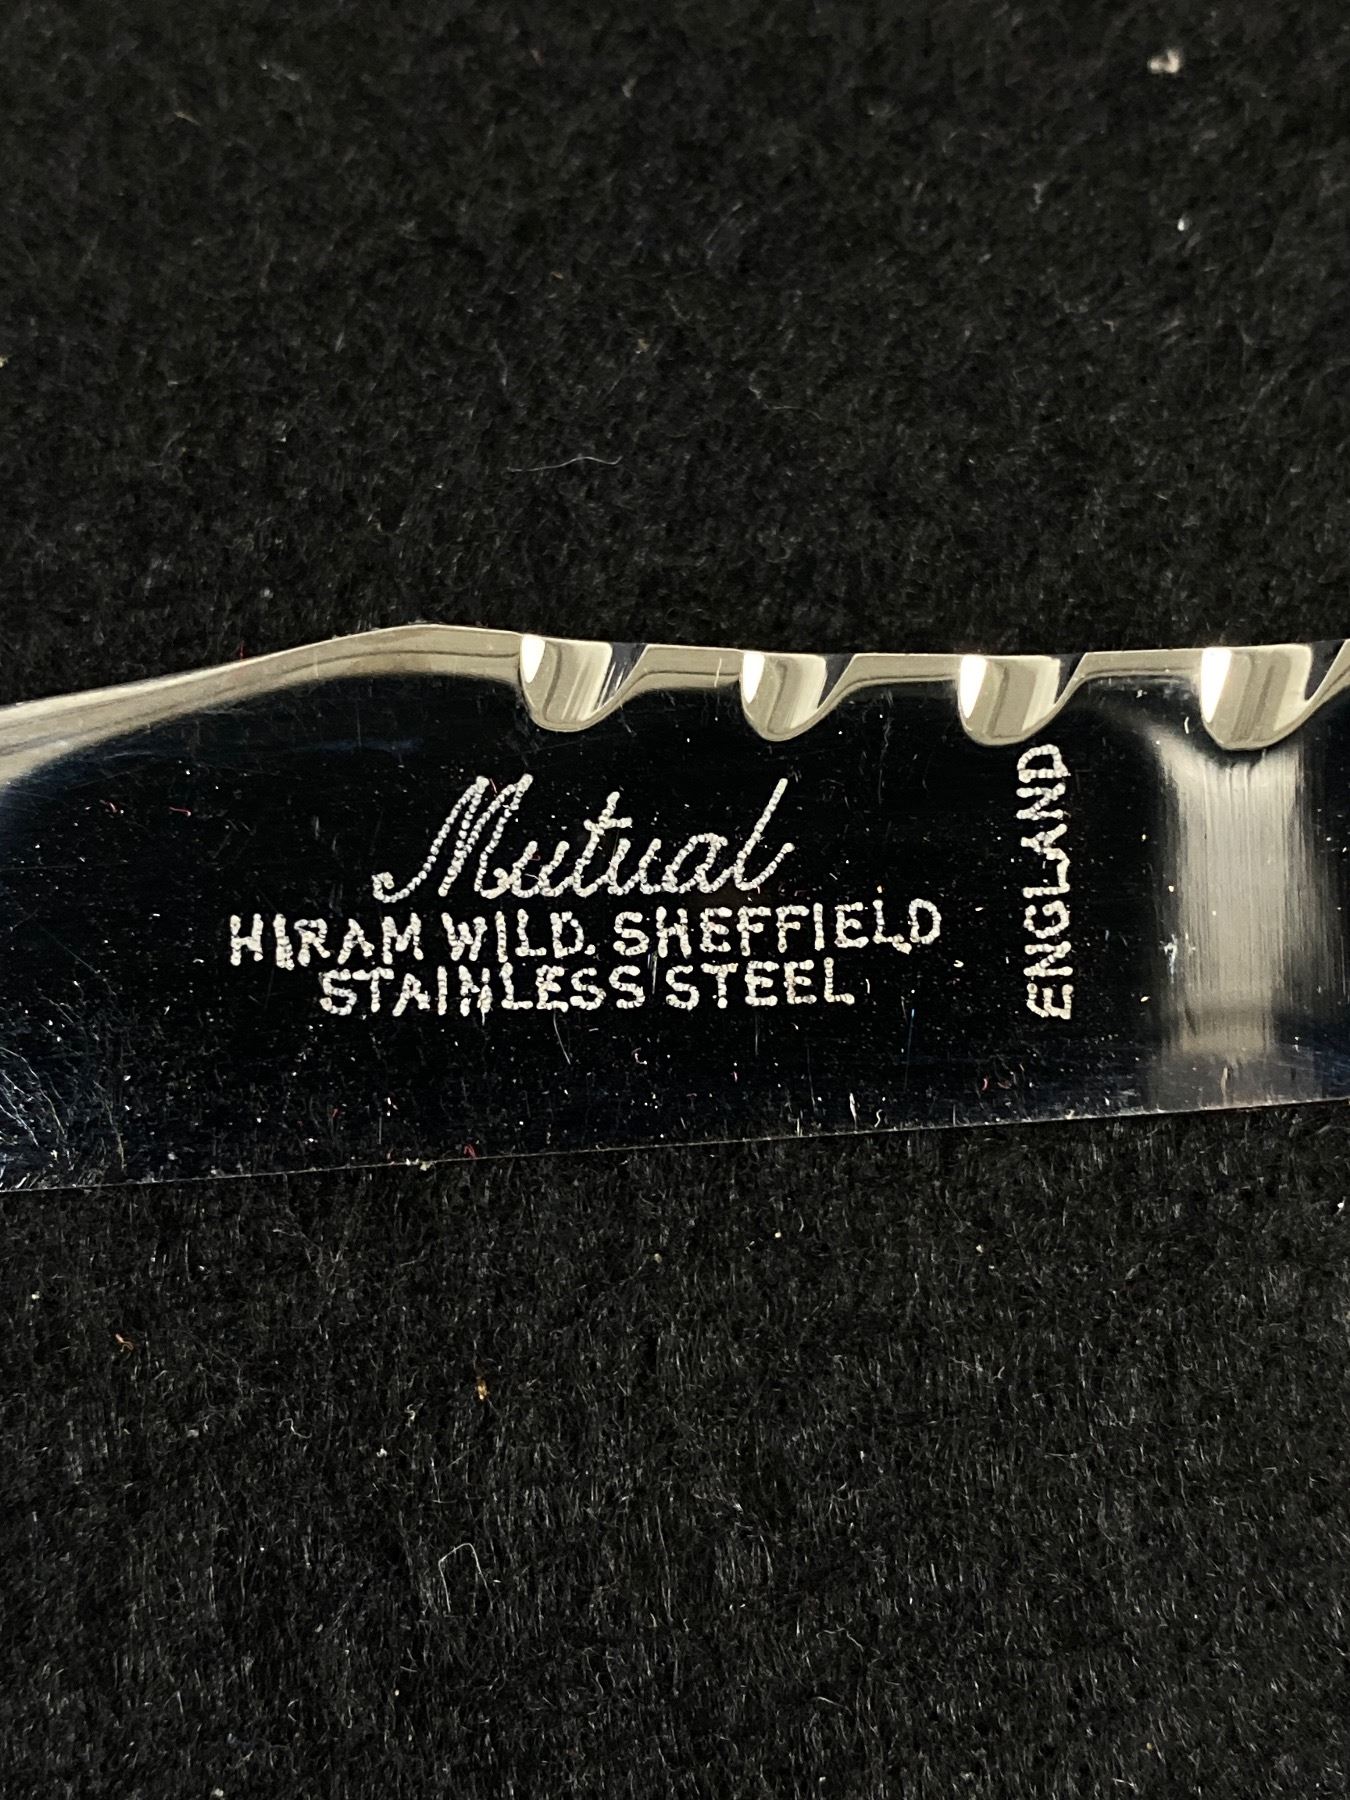 Mutual
HIRAM WILD. SHEFFIELD
STAINLESS STEEL
ENGLAND